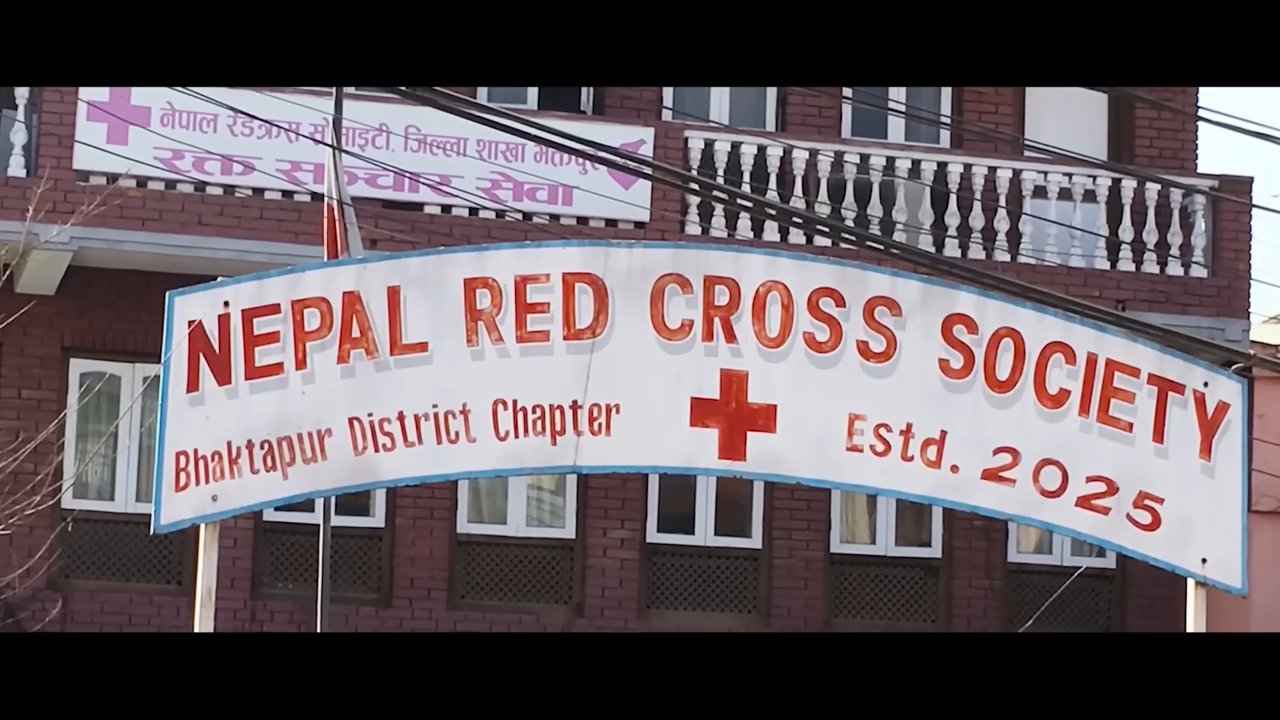 नेपाल रेडक्रस सोसाइटी, जिल्ला शाखा भक्तपुर
रक्त सञ्चार सेवा
NEPAL RED CROSS SOCIETY
Bhaktapur District Chapter
Estd. 2025